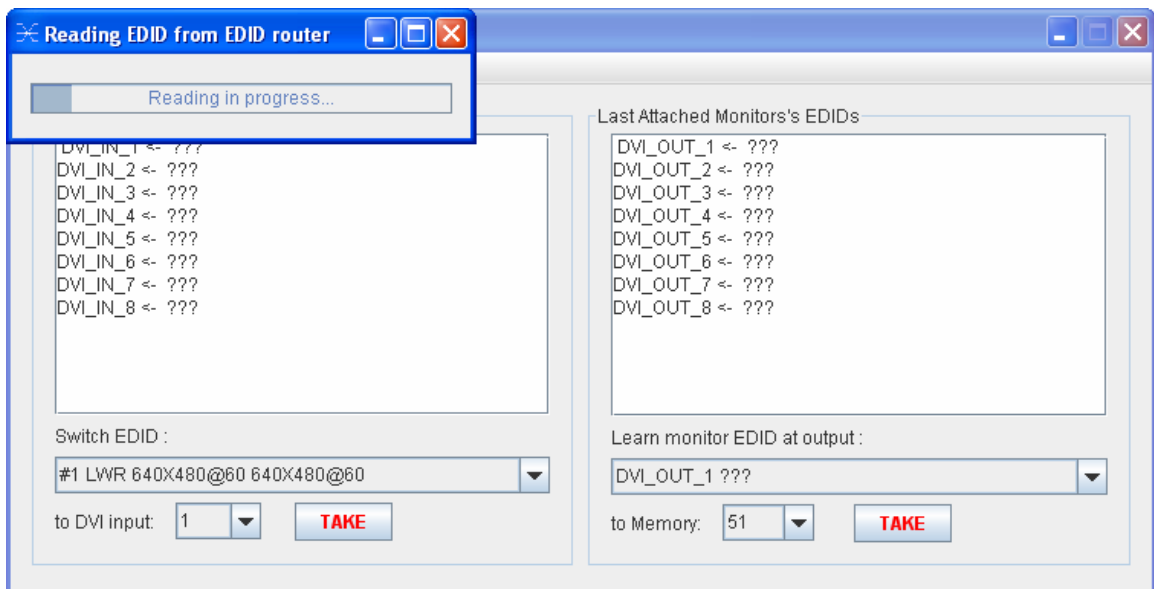 Reading EDID from EDID router
Reading in progress...
DVI_IN_1 <- ???
DVI_IN_2 <- ???
DVI_IN_3 <- ???
DVI_IN_4 <- ???
DVI_IN_5 <- ???
DVI_IN_6 <- ???
DVI_IN_7 <- ???
DVI_IN_8 <- ???
Switch EDID :
#1 LWR 640X480@60 640X480@60
to DVI input: 1 TAKE
Last Attached Monitors's EDIDs
DVI_OUT_1 <- ???
DVI_OUT_2 <- ???
DVI_OUT_3 <- ???
DVI_OUT_4 <- ???
DVI_OUT_5 <- ???
DVI_OUT_6 <- ???
DVI_OUT_7 <- ???
DVI_OUT_8 <- ???
Learn monitor EDID at output :
DVI_OUT_1 ???
to Memory: 51 TAKE